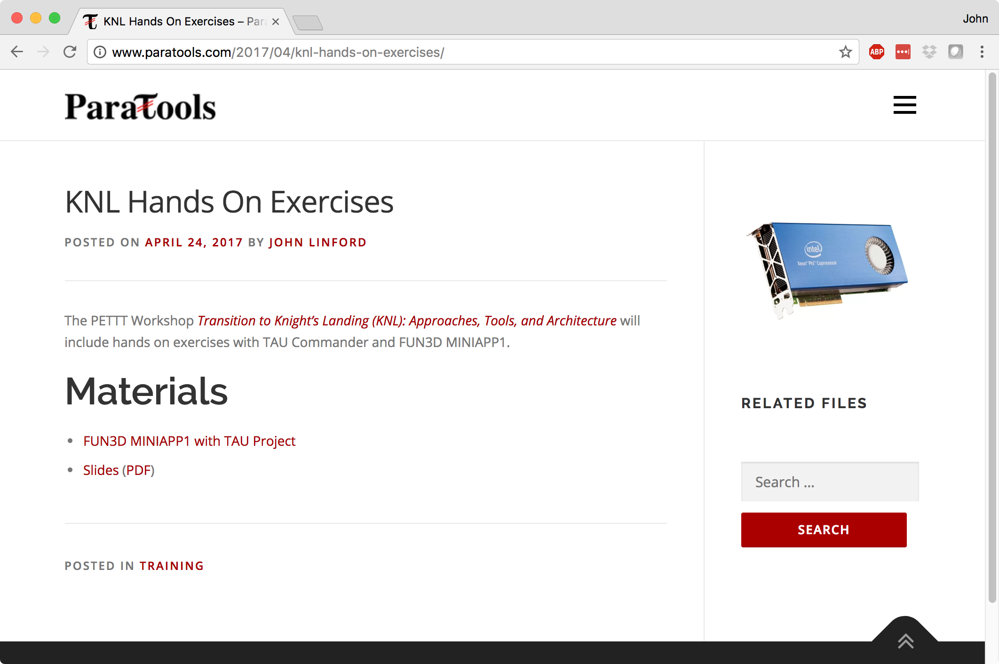 KNL Hands On Exercises – Para
John
www.paratools.com/2017/04/knl-hands-on-exercises/
ABP
ParaTools
KNL Hands On Exercises
POSTED ON APRIL 24, 2017 BY JOHN LINFORD
intel
Xeon® Phi™ Coprocessor
The PETTT Workshop Transition to Knight’s Landing (KNL): Approaches, Tools, and Architecture will
include hands on exercises with TAU Commander and FUN3D MINIAPP1.
Materials
FUN3D MINIAPP1 with TAU Project
Slides (PDF)
RELATED FILES
Search ...
SEARCH
POSTED IN TRAINING